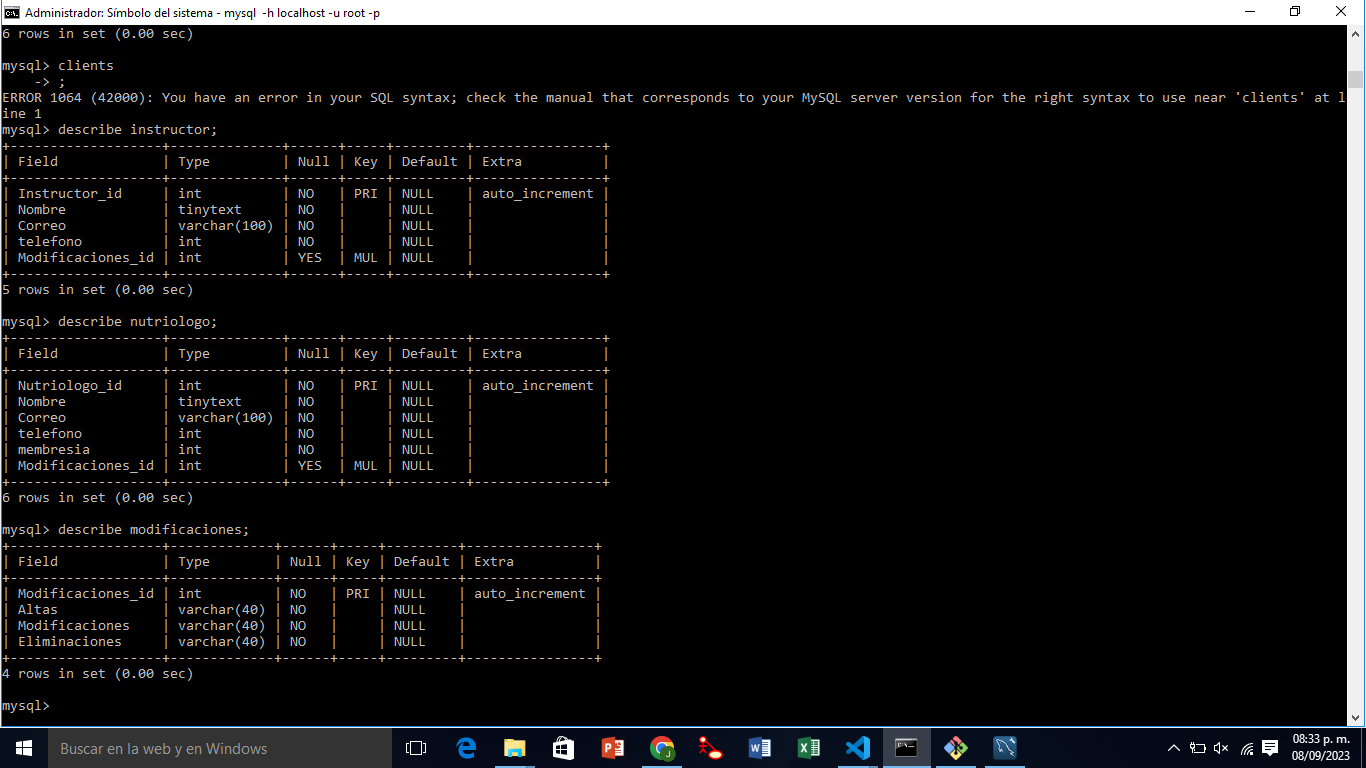 Administrador: Símbolo del sistema - mysql  -h localhost -u root -p
6 rows in set (0.00 sec)
mysql> clients
    -> ;
ERROR 1064 (42000): You have an error in your SQL syntax; check the manual that corresponds to your MySQL server version for the right syntax to use near 'clients' at l
ine 1
mysql> describe instructor;
+------------------+--------------+------+-----+---------+----------------+
| Field            | Type         | Null | Key | Default | Extra          |
+------------------+--------------+------+-----+---------+----------------+
| Instructor_id    | int          | NO   | PRI | NULL    | auto_increment |
| Nombre           | tinytext     | NO   |     | NULL    |                |
| Correo           | varchar(100) | NO   |     | NULL    |                |
| telefono         | int          | NO   |     | NULL    |                |
| Modificaciones_id | int          | YES  | MUL | NULL    |                |
+------------------+--------------+------+-----+---------+----------------+
5 rows in set (0.00 sec)
mysql> describe nutriologo;
+------------------+--------------+------+-----+---------+----------------+
| Field            | Type         | Null | Key | Default | Extra          |
+------------------+--------------+------+-----+---------+----------------+
| Nutriologo_id    | int          | NO   | PRI | NULL    | auto_increment |
| Nombre           | tinytext     | NO   |     | NULL    |                |
| Correo           | varchar(100) | NO   |     | NULL    |                |
| telefono         | int          | NO   |     | NULL    |                |
| membresia        | int          | NO   |     | NULL    |                |
| Modificaciones_id | int          | YES  | MUL | NULL    |                |
+------------------+--------------+------+-----+---------+----------------+
6 rows in set (0.00 sec)
mysql> describe modificaciones;
+------------------+-------------+------+-----+---------+----------------+
| Field            | Type        | Null | Key | Default | Extra          |
+------------------+-------------+------+-----+---------+----------------+
| Modificaciones_id | int         | NO   | PRI | NULL    | auto_increment |
| Altas            | varchar(40) | NO   |     | NULL    |                |
| Modificaciones   | varchar(40) | NO   |     | NULL    |                |
| Eliminaciones    | varchar(40) | NO   |     | NULL    |                |
+------------------+-------------+------+-----+---------+----------------+
4 rows in set (0.00 sec)
mysql>
Buscar en la web y en Windows
08:33 p. m.
08/09/2023